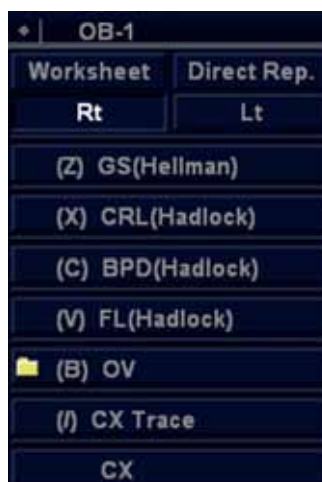 OB-1
Worksheet Direct Rep.
Rt Lt
(Z) GS(Hellman)
(X) CRL(Hadlock)
(C) BPD(Hadlock)
(V) FL(Hadlock)
(B) OV
(/) CX Trace
CX